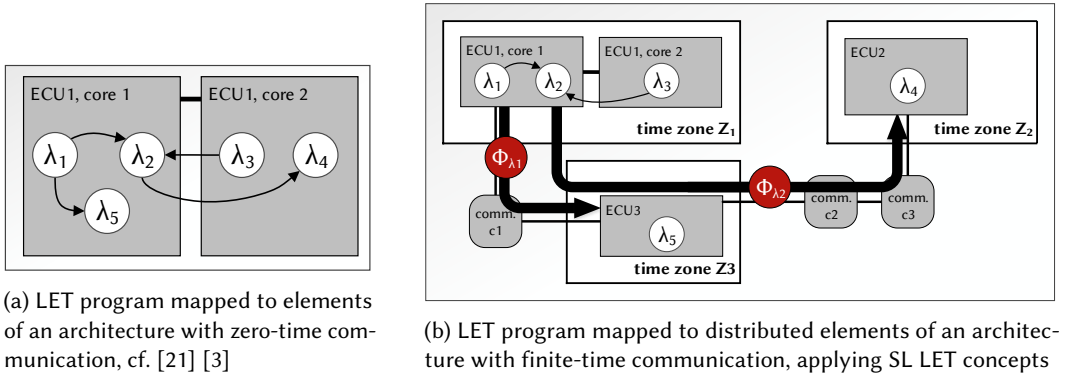 ECU1, core 1
ECU1, core 2
λ1
λ2
λ3
λ4
λ5
(a) LET program mapped to elements
of an architecture with zero-time com-
munication, cf. [21] [3]
ECU1, core 1
ECU1, core 2
λ1
λ2
λ3
time zone Z1
ECU2
λ4
time zone Z2
Φλ1
Φλ2
comm.
c1
ECU3
λ5
time zone Z3
comm.
c2
comm.
c3
(b) LET program mapped to distributed elements of an architec-
ture with finite-time communication, applying SL LET concepts